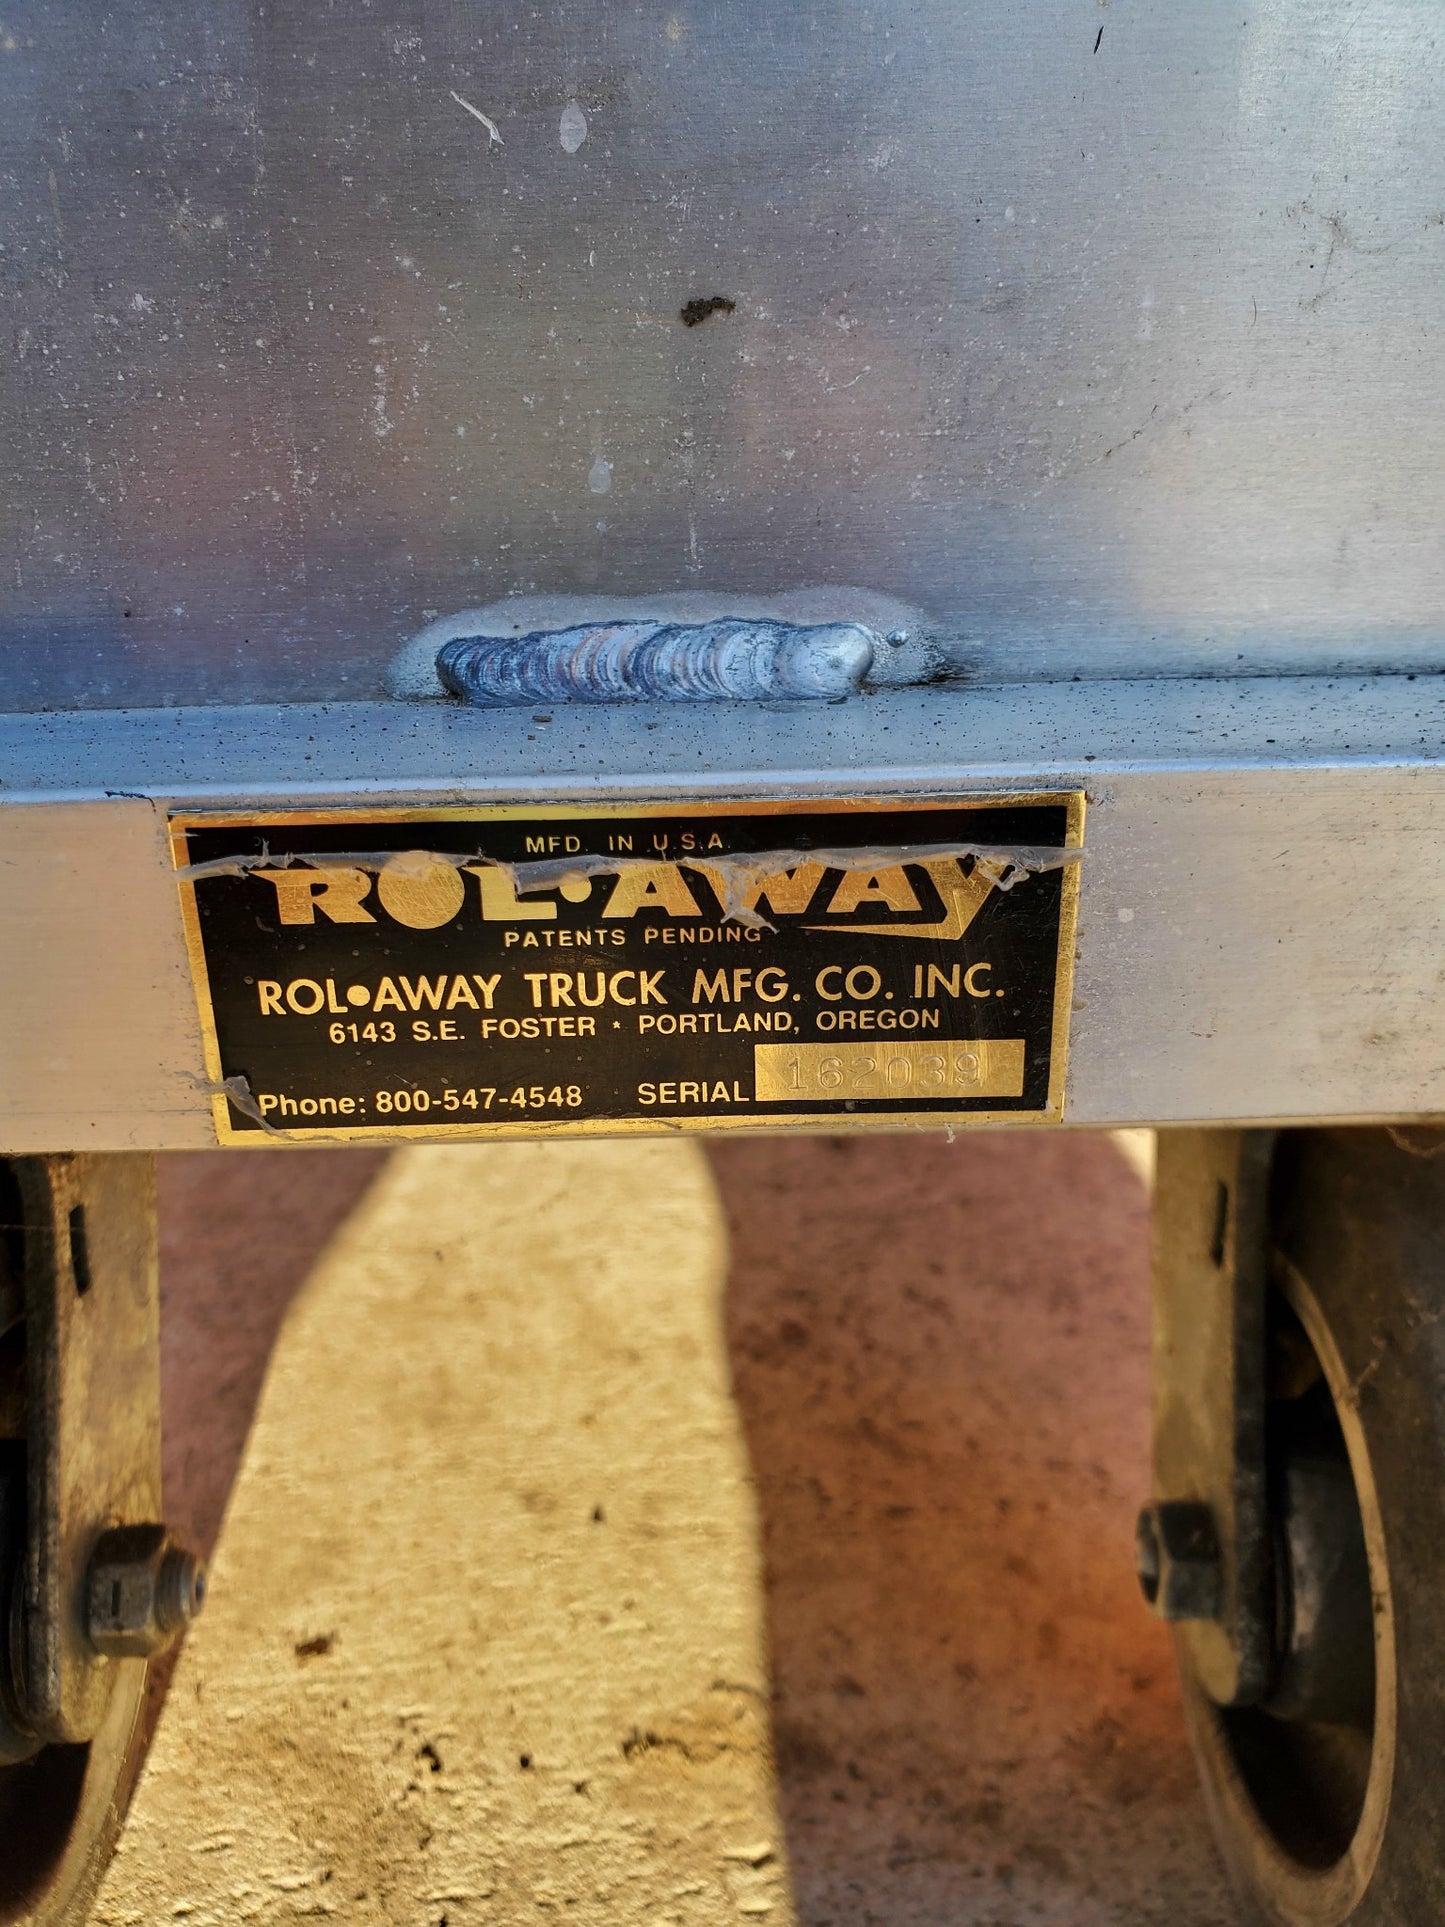 MFD. IN U.S.A.
ROL•AWAY
PATENTS PENDING
ROL•AWAY TRUCK MFG. CO. INC.
6143 S.E. FOSTER * PORTLAND, OREGON
Phone: 800-547-4548 SERIAL 162039